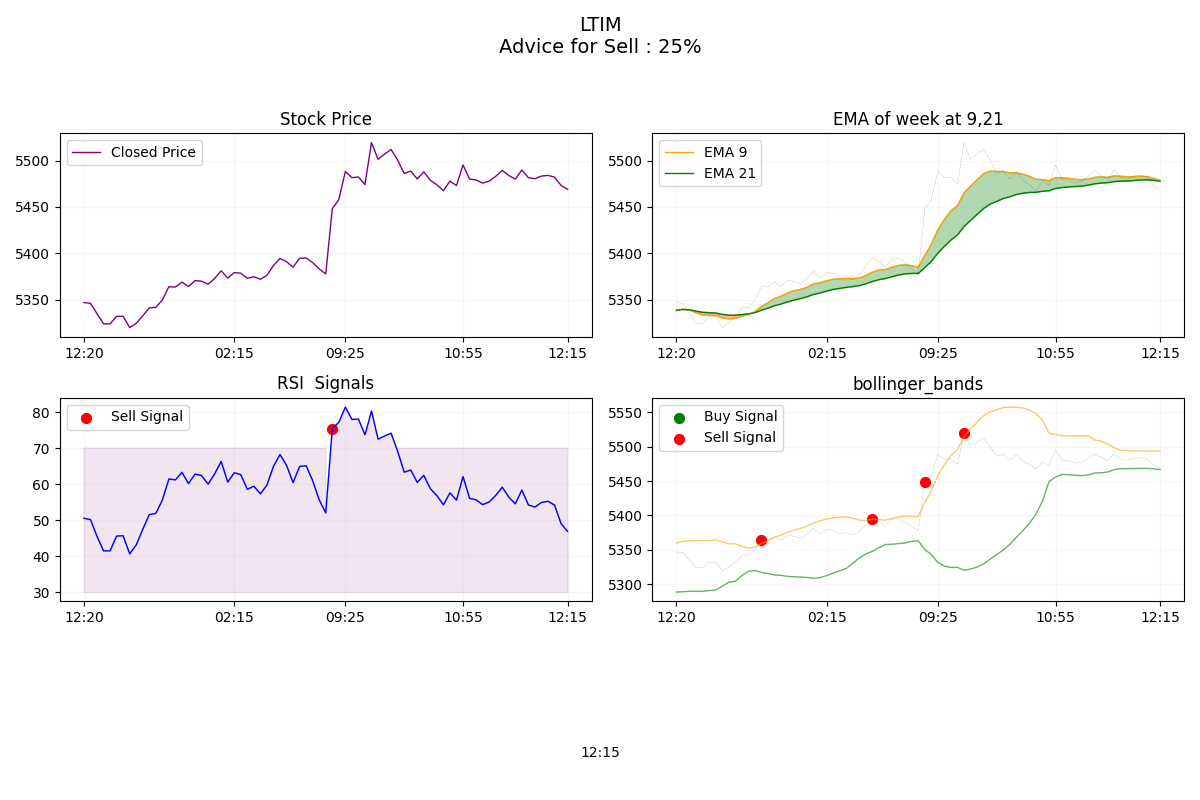 LTIM
Advice for Sell : 25%
Stock Price
Closed Price
5500
5450
5400
5350
12:20 02:15 09:25 10:55 12:15
EMA of week at 9,21
EMA 9
EMA 21
5500
5450
5400
5350
12:20 02:15 09:25 10:55 12:15
RSI  Signals
Sell Signal
80
70
60
50
40
30
12:20 02:15 09:25 10:55 12:15
bollinger_bands
Buy Signal
Sell Signal
5550
5500
5450
5400
5350
5300
12:20 02:15 09:25 10:55 12:15
12:15